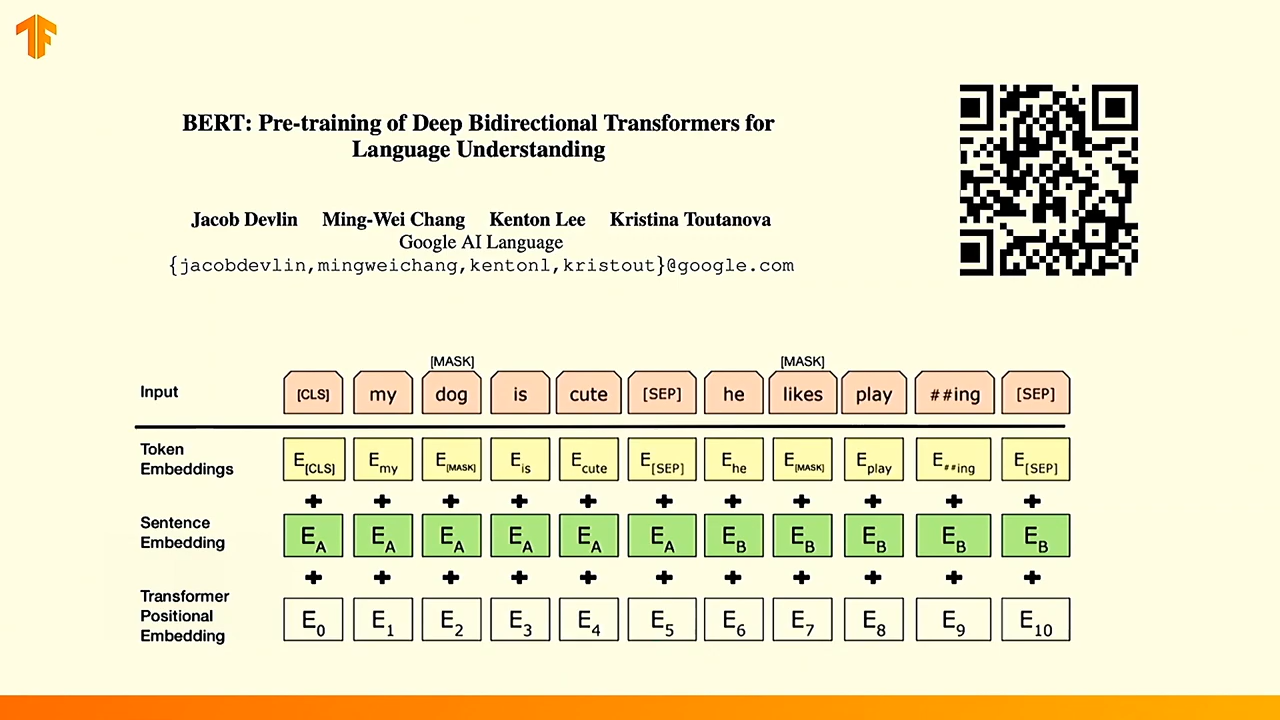 BERT: Pre-training of Deep Bidirectional Transformers for
Language Understanding
Jacob Devlin Ming-Wei Chang Kenton Lee Kristina Toutanova
Google AI Language
{jacobdevlin,mingweichang,kentonl,kristout}@google.com
[MASK] [MASK]
Input [CLS] my dog is cute [SEP] he likes play ##ing [SEP]
Token
Embeddings
E[CLS] Emy E[MASK] Eis Ecute E[SEP] Ehe E[MASK] Eplay E##ing E[SEP]
+ + + + + + + + + + +
Sentence
Embedding
EA EA EA EA EA EA EB EB EB EB EB
+ + + + + + + + + + +
Transformer
Positional
Embedding
E0 E1 E2 E3 E4 E5 E6 E7 E8 E9 E10